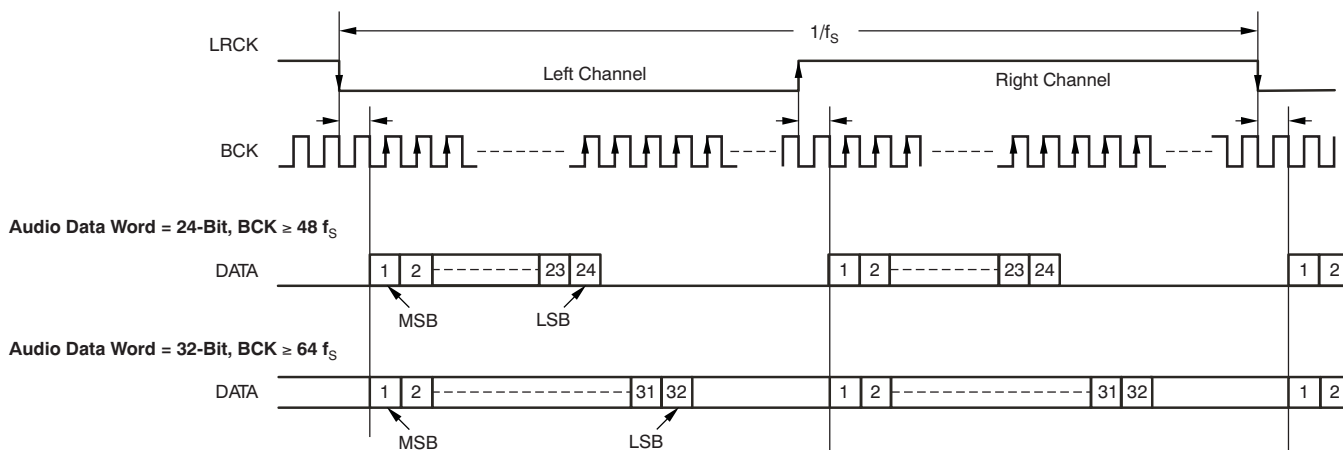 1/fS
LRCK
Left Channel
Right Channel
BCK
Audio Data Word = 24-Bit, BCK ≥ 48 fS
DATA
1 2 23 24 1 2 23 24 1 2
MSB LSB
Audio Data Word = 32-Bit, BCK ≥ 64 fS
DATA
1 2 31 32 1 2 31 32 1 2
MSB LSB